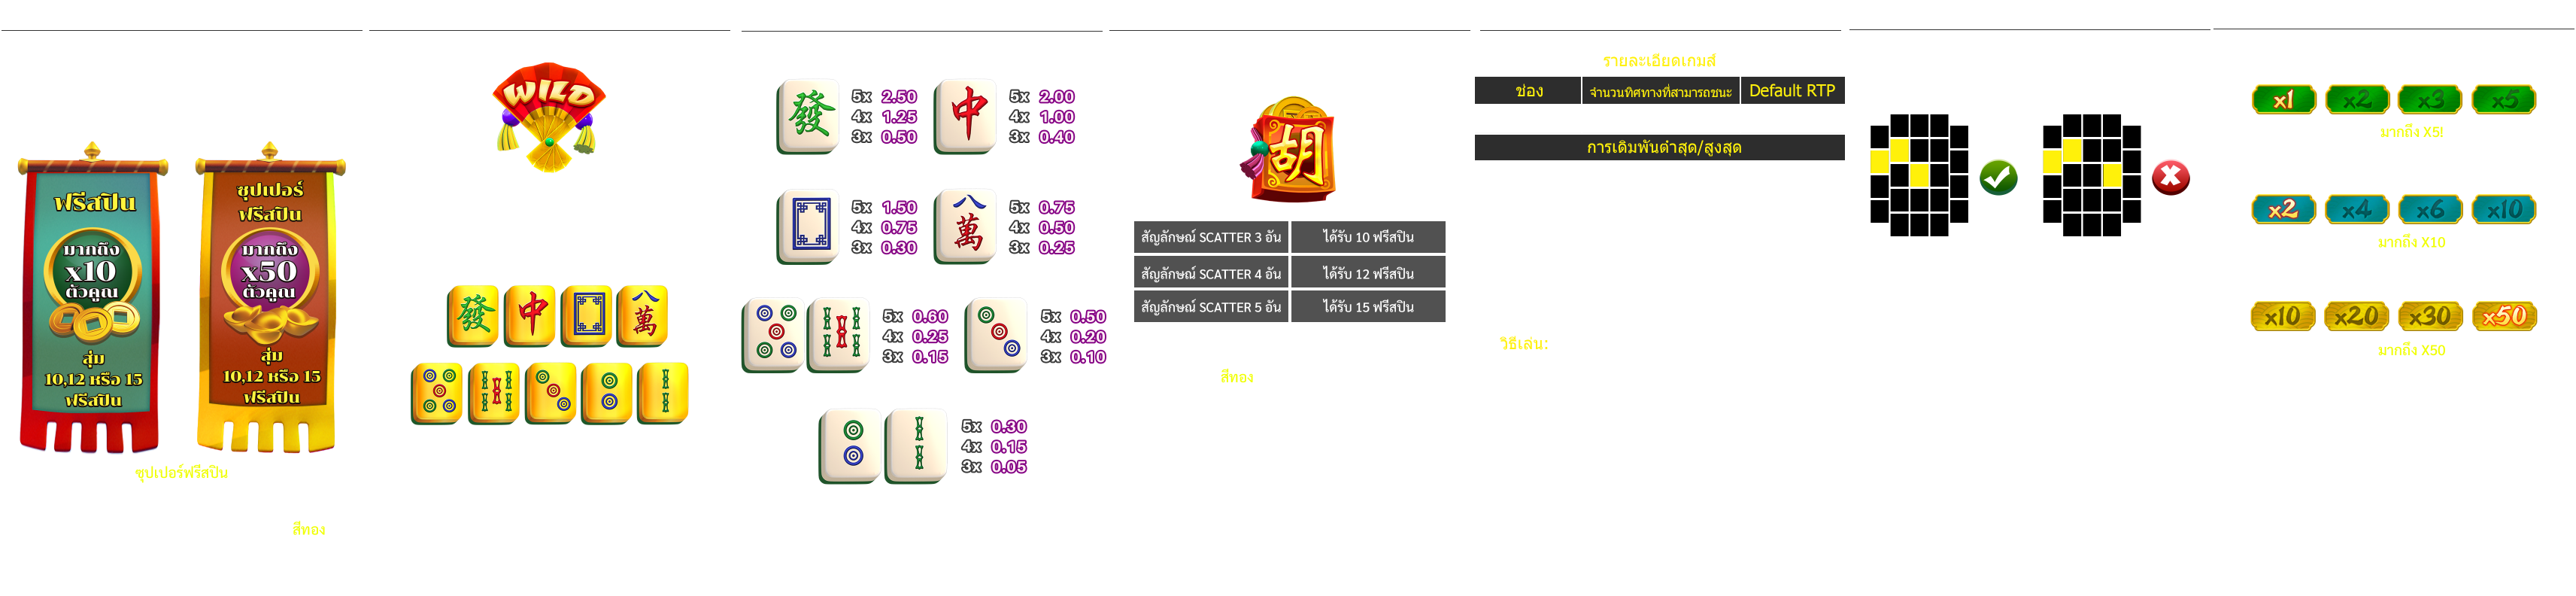 ฟรีสปิน
มากถึง
x10
ตัวคูณ
สุ่ม
10,12 หรือ 15
ฟรีสปิน
ซุปเปอร์
ฟรีสปิน
มากถึง
x50
ตัวคูณ
สุ่ม
10,12 หรือ 15
ฟรีสปิน
ซุปเปอร์ฟรีสปิน
สีทอง
WILD
發 中 八萬
5x 2.50
4x 1.25
3x 0.50
發
5x 2.00
4x 1.00
3x 0.40
中
5x 1.50
4x 0.75
3x 0.30
5x 0.75
4x 0.50
3x 0.25
八萬
5x 0.60
4x 0.25
3x 0.15
5x 0.50
4x 0.20
3x 0.10
5x 0.30
4x 0.15
3x 0.05
胡
สัญลักษณ์ SCATTER 3 อัน ได้รับ 10 ฟรีสปิน
สัญลักษณ์ SCATTER 4 อัน ได้รับ 12 ฟรีสปิน
สัญลักษณ์ SCATTER 5 อัน ได้รับ 15 ฟรีสปิน
สีทอง
รายละเอียดเกมส์
ช่อง จำนวนทิศทางที่สามารถชนะ Default RTP
การเดิมพันต่ำสุด/สูงสุด
วิธีเล่น:
x1 x2 x3 x5
มากถึง X5!
x2 x4 x6 x10
มากถึง X10
x10 x20 x30 x50
มากถึง X50